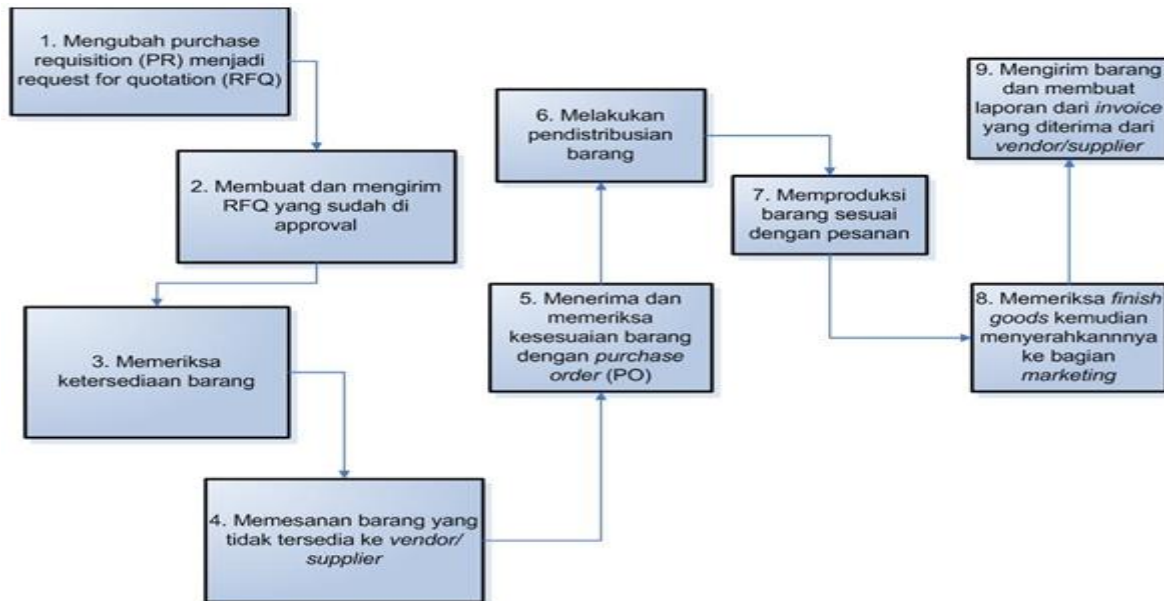 1. Mengubah purchase
requisition (PR) menjadi
request for quotation (RFQ)
2. Membuat dan mengirim
RFQ yang sudah di
approval
3. Memeriksa
ketersediaan barang
4. Memesanan barang yang
tidak tersedia ke vendor/
supplier
5. Menerima dan
memeriksa
kesesuaian barang
dengan purchase
order (PO)
6. Melakukan
pendistribusian
barang
7. Memproduksi
barang sesuai
dengan pesanan
8. Memeriksa finish
goods kemudian
menyerahkannnya
ke bagian
marketing
9. Mengirim barang
dan membuat
laporan dari invoice
yang diterima dari
vendor/supplier